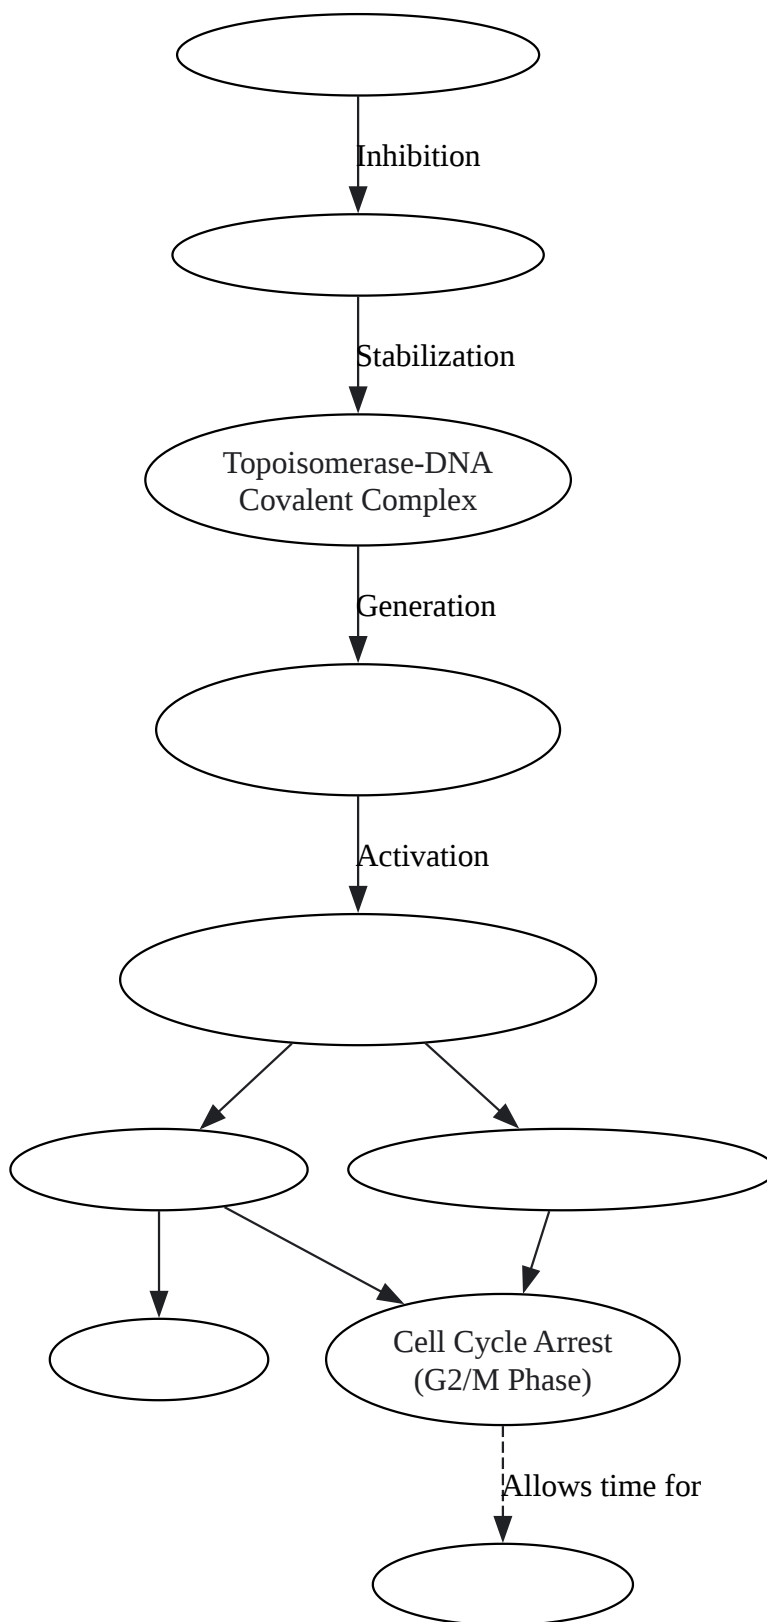 Inhibition
Stabilization
Topoisomerase-DNA
Covalent Complex
Generation
Activation
Cell Cycle Arrest
(G2/M Phase)
Allows time for